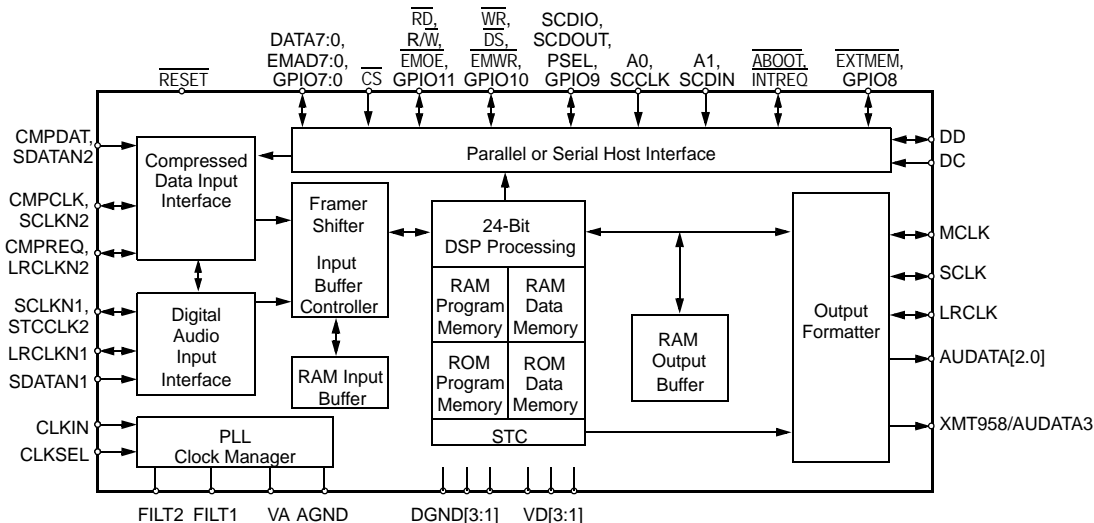 RESET
DATA7:0,
EMAD7:0,
GPIO7:0
CS
RD,
R/W,
EMOE,
GPIO11
WR,
DS,
EMWR,
GPIO10
SCDIO,
SCDOUT,
PSEL,
GPIO9
A0,
SCCLK
A1,
SCDIN
ABOOT,
INTREQ
EXTMEM,
GPIO8
CMPDAT,
SDATAN2
CMPCLK,
SCLKN2
CMPREQ,
LRCLKN2
SCLKN1,
STCCLK2
LRCLKN1
SDATAN1
CLKIN
CLKSEL
Compressed
Data Input
Interface
Digital
Audio
Input
Interface
PLL
Clock Manager
Parallel or Serial Host Interface
Framer
Shifter
Input
Buffer
Controller
RAM Input
Buffer
24-Bit
DSP Processing
RAM
Program
Memory
RAM
Data
Memory
ROM
Program
Memory
ROM
Data
Memory
STC
RAM
Output
Buffer
Output
Formatter
DD
DC
MCLK
SCLK
LRCLK
AUDATA[2.0]
XMT958/AUDATA3
FILT2 FILT1 VA AGND DGND[3:1] VD[3:1]